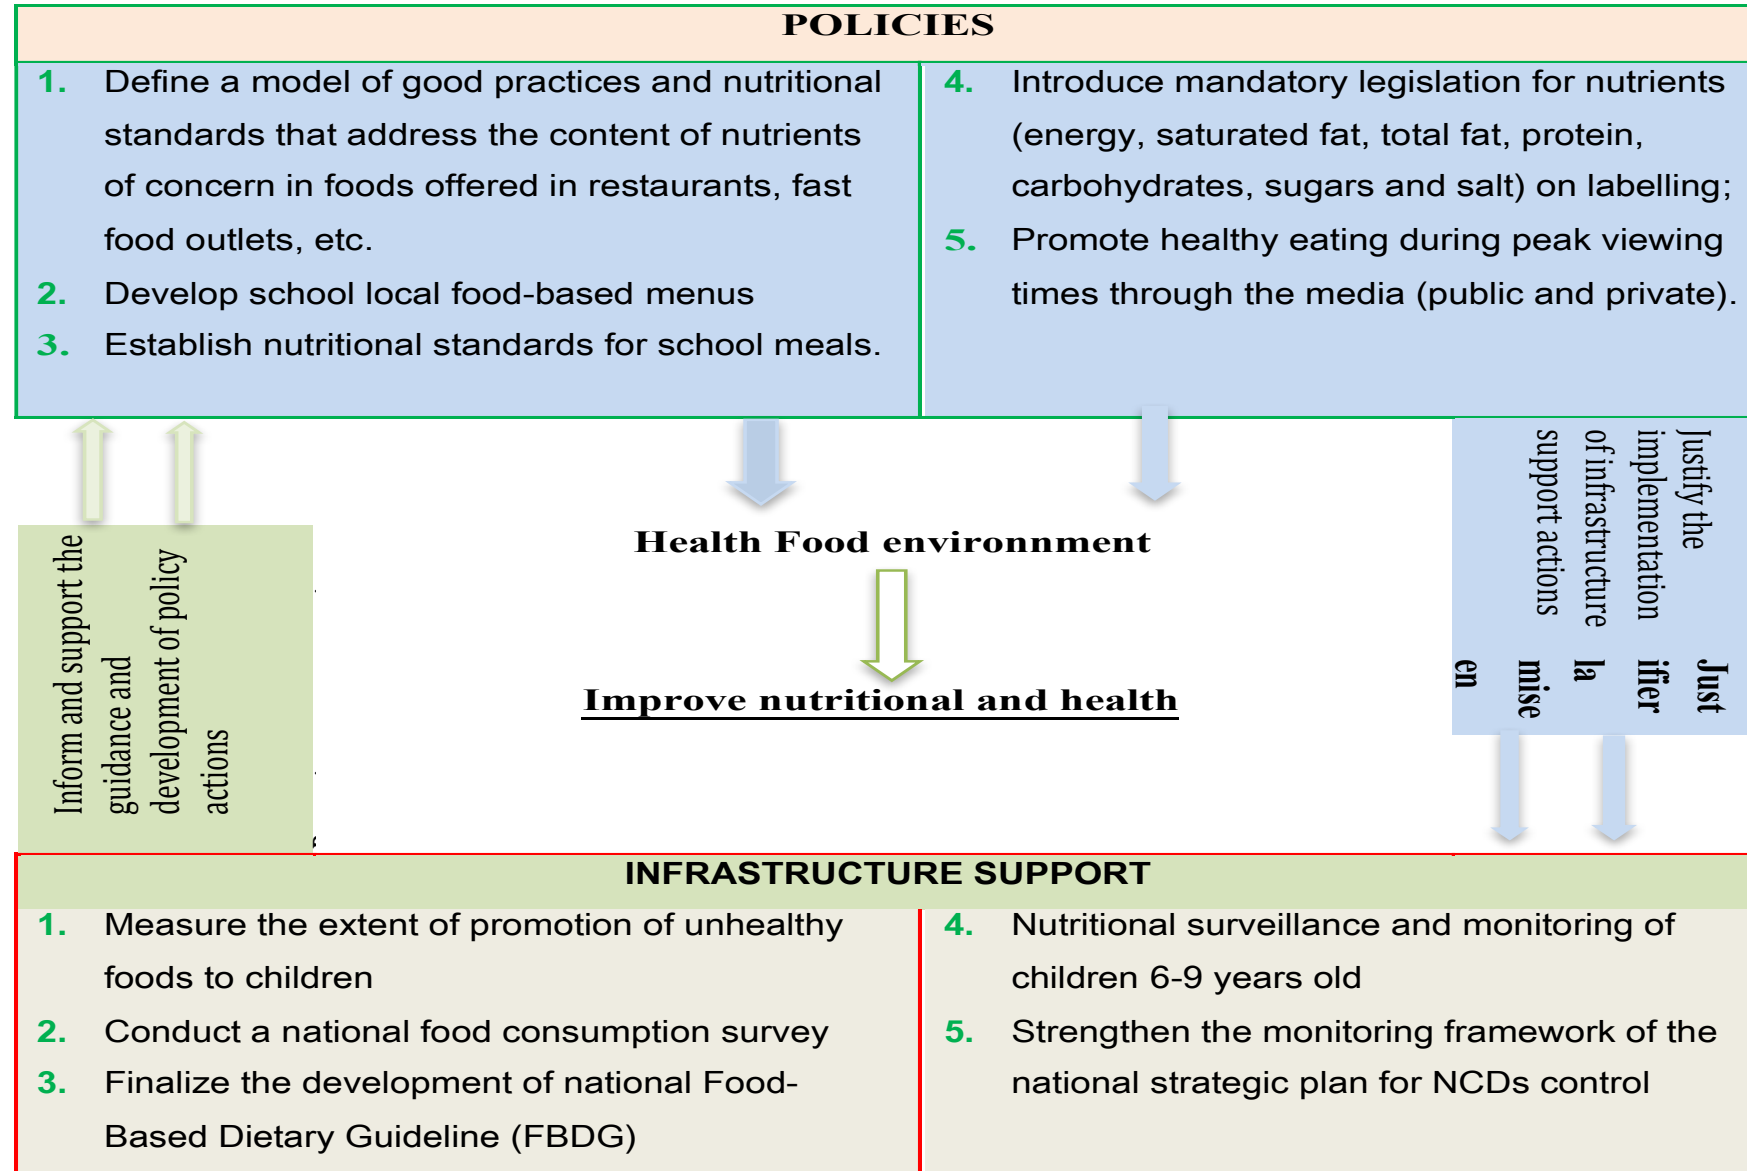 POLICIES
1. Define a model of good practices and nutritional
standards that address the content of nutrients
of concern in foods offered in restaurants, fast
food outlets, etc.
2. Develop school local food-based menus
3. Establish nutritional standards for school meals.
4. Introduce mandatory legislation for nutrients
(energy, saturated fat, total fat, protein,
carbohydrates, sugars and salt) on labelling;
5. Promote healthy eating during peak viewing
times through the media (public and private).
Inform and support the
guidance and
development of policy
actions
Health Food environnment
Improve nutritional and health
Justify the
implementation
of infrastructure
support actions
Just
ifier
la
mise
en
INFRASTRUCTURE SUPPORT
1. Measure the extent of promotion of unhealthy
foods to children
2. Conduct a national food consumption survey
3. Finalize the development of national Food-
Based Dietary Guideline (FBDG)
4. Nutritional surveillance and monitoring of
children 6-9 years old
5. Strengthen the monitoring framework of the
national strategic plan for NCDs control